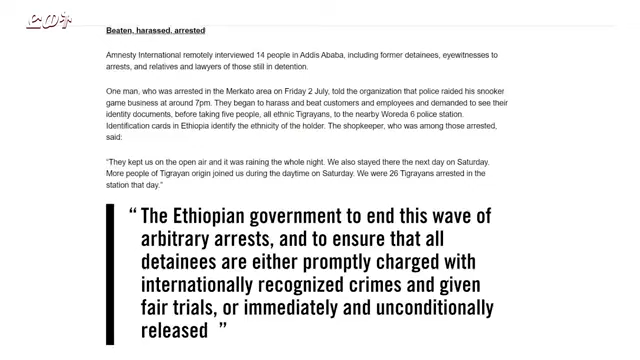 Beaten, harassed, arrested
Amnesty International remotely interviewed 14 people in Addis Ababa, including former detainees, eyewitnesses to
arrests, and relatives and lawyers of those still in detention.
One man, who was arrested in the Merkato area on Friday 2 July, told the organization that police raided his snooker
game business at around 7pm. They began to harass and beat customers and employees and demanded to see their
identity documents, before taking five people, all ethnic Tigrayans, to the nearby Woreda 6 police station.
Identification cards in Ethiopia identify the ethnicity of the holder. The shopkeeper, who was among those arrested,
said:
“They kept us on the open air and it was raining the whole night. We also stayed there the next day on Saturday.
More people of Tigrayan origin joined us during the daytime on Saturday. We were 26 Tigrayans arrested in the
station that day.”
“ The Ethiopian government to end this wave of
arbitrary arrests, and to ensure that all
detainees are either promptly charged with
internationally recognized crimes and given
fair trials, or immediately and unconditionally
released ”